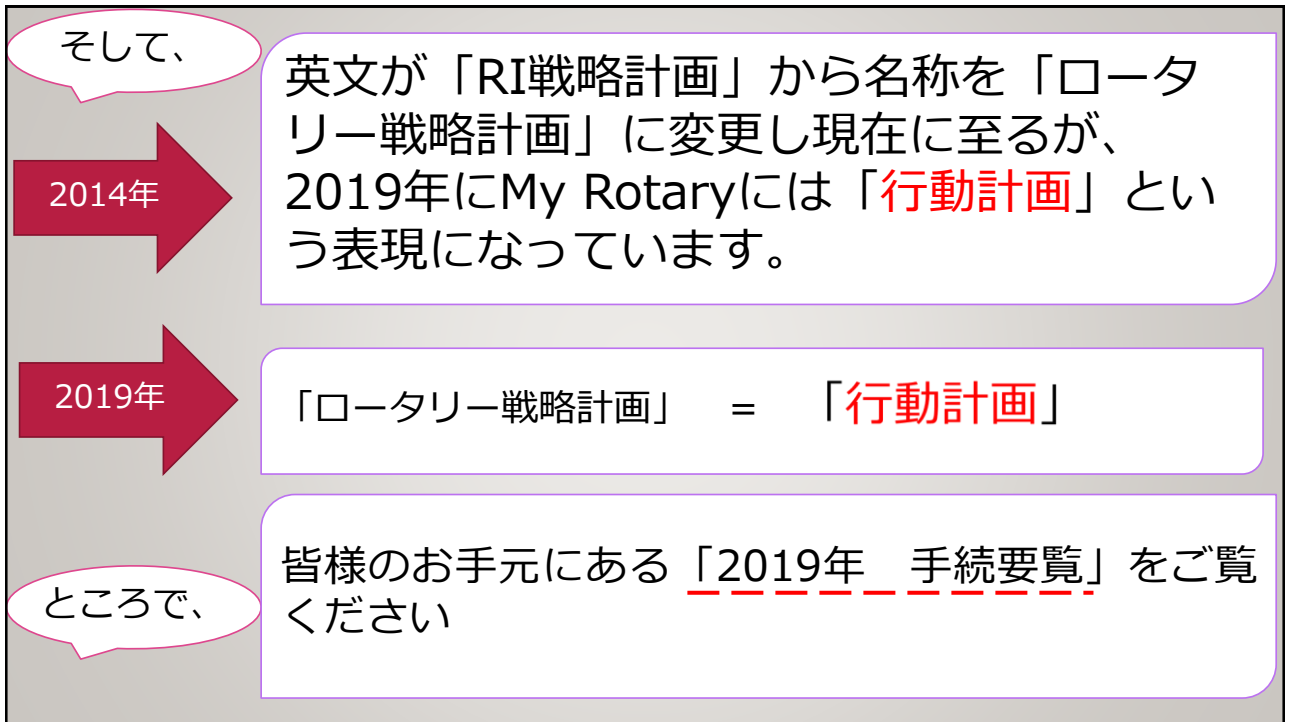 そして、
英文が「RI戦略計画」から名称を「ロータ
リー戦略計画」に変更し現在に至るが、
2014年
2019年にMy Rotaryには「行動計画」とい
う表現になっています。
2019年
「ロータリー戦略計画」 = 「行動計画」
皆様のお手元にある「2019年　手続要覧」をご覧
ところで、
ください